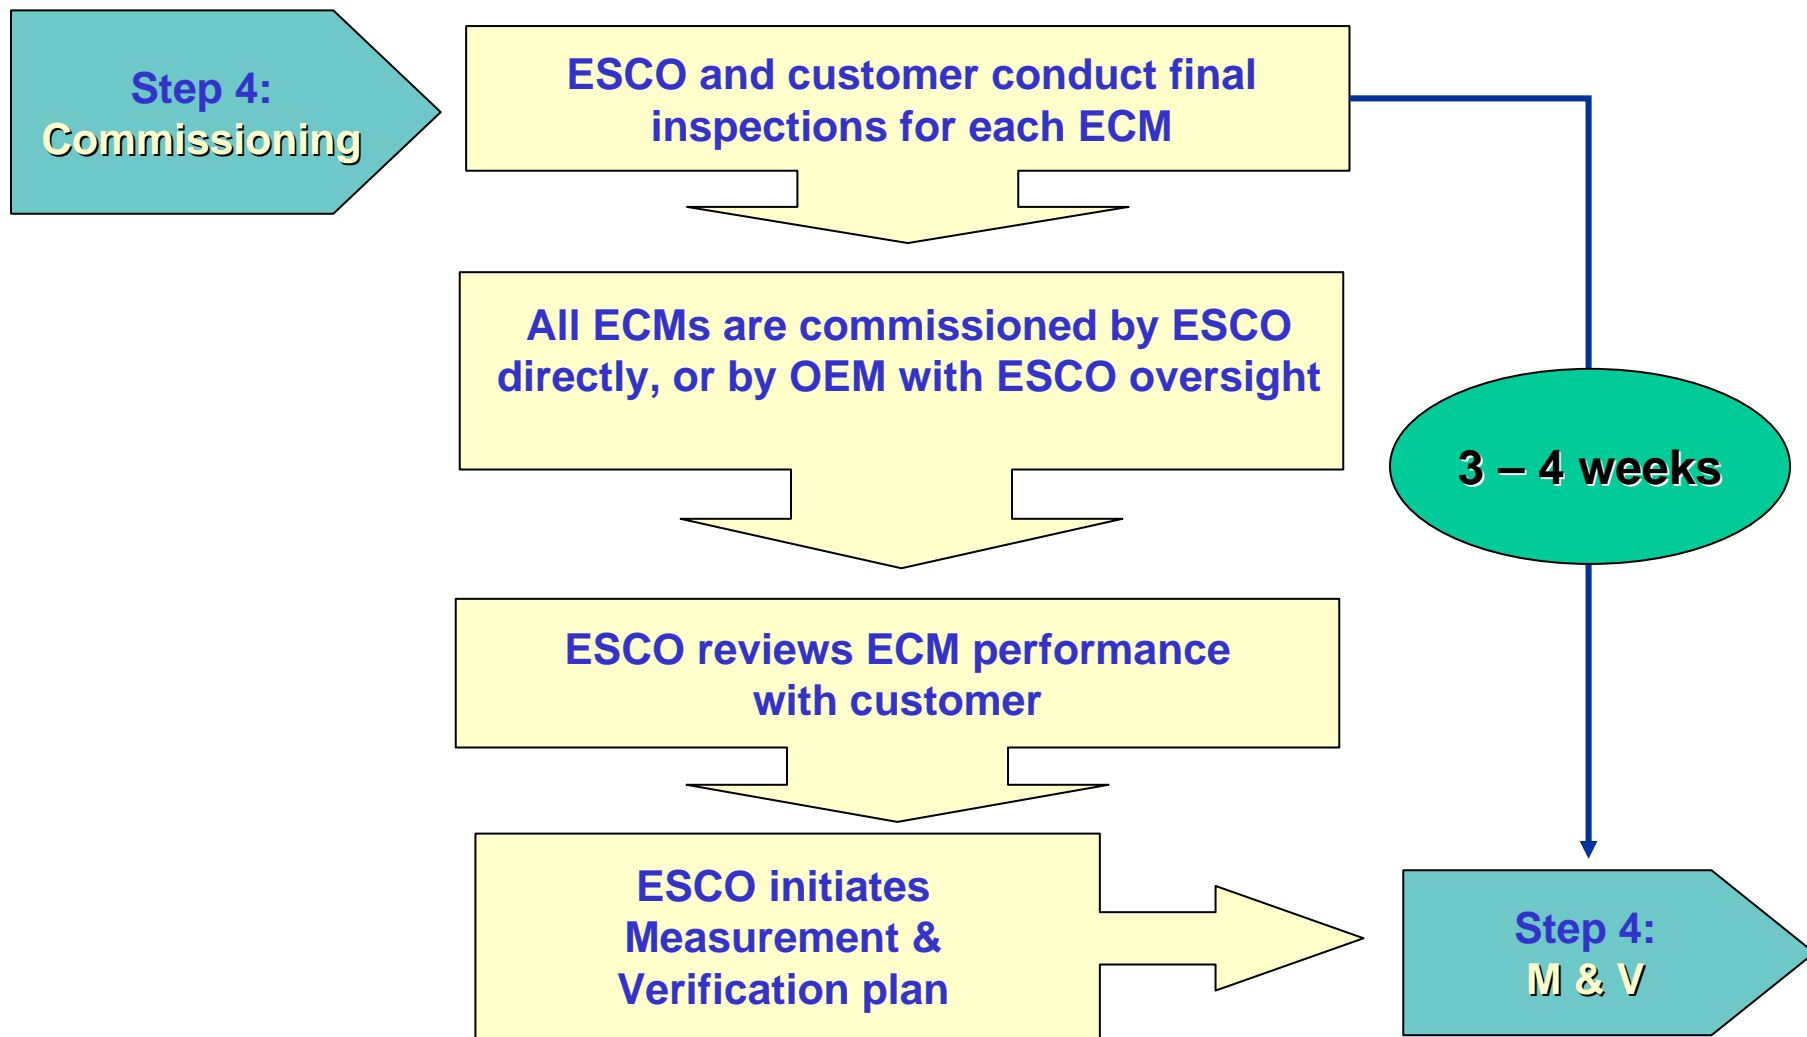 Step 4:
Commissioning
ESCO and customer conduct final
inspections for each ECM
All ECMs are commissioned by ESCO
directly, or by OEM with ESCO oversight
3 – 4 weeks
ESCO reviews ECM performance
with customer
ESCO initiates
Measurement &
Verification plan
Step 4:
M & V